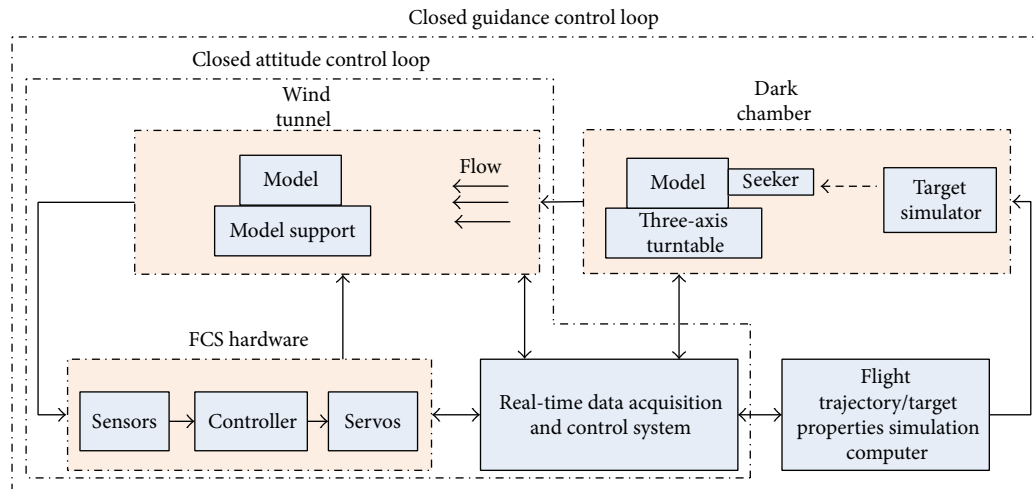 Closed guidance control loop
Closed attitude control loop
Wind
tunnel
Dark
chamber
Model
Model support
Flow
Model
Seeker
Three-axis
turntable
Target
simulator
FCS hardware
Sensors
Controller
Servos
Real-time data acquisition
and control system
Flight
trajectory/target
properties simulation
computer